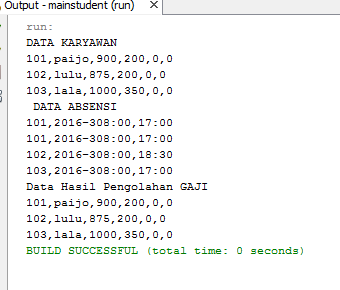 Output - mainstudent (run)
run:
DATA KARYAWAN
101,paijo,900,200,0,0
102,lulu,875,200,0,0
103,lala,1000,350,0,0
DATA ABSENSI
101,2016-308:00,17:00
101,2016-308:00,17:00
102,2016-308:00,18:30
103,2016-308:00,17:00
Data Hasil Pengolahan GAJI
101,paijo,900,200,0,0
102,lulu,875,200,0,0
103,lala,1000,350,0,0
BUILD SUCCESSFUL (total time: 0 seconds)